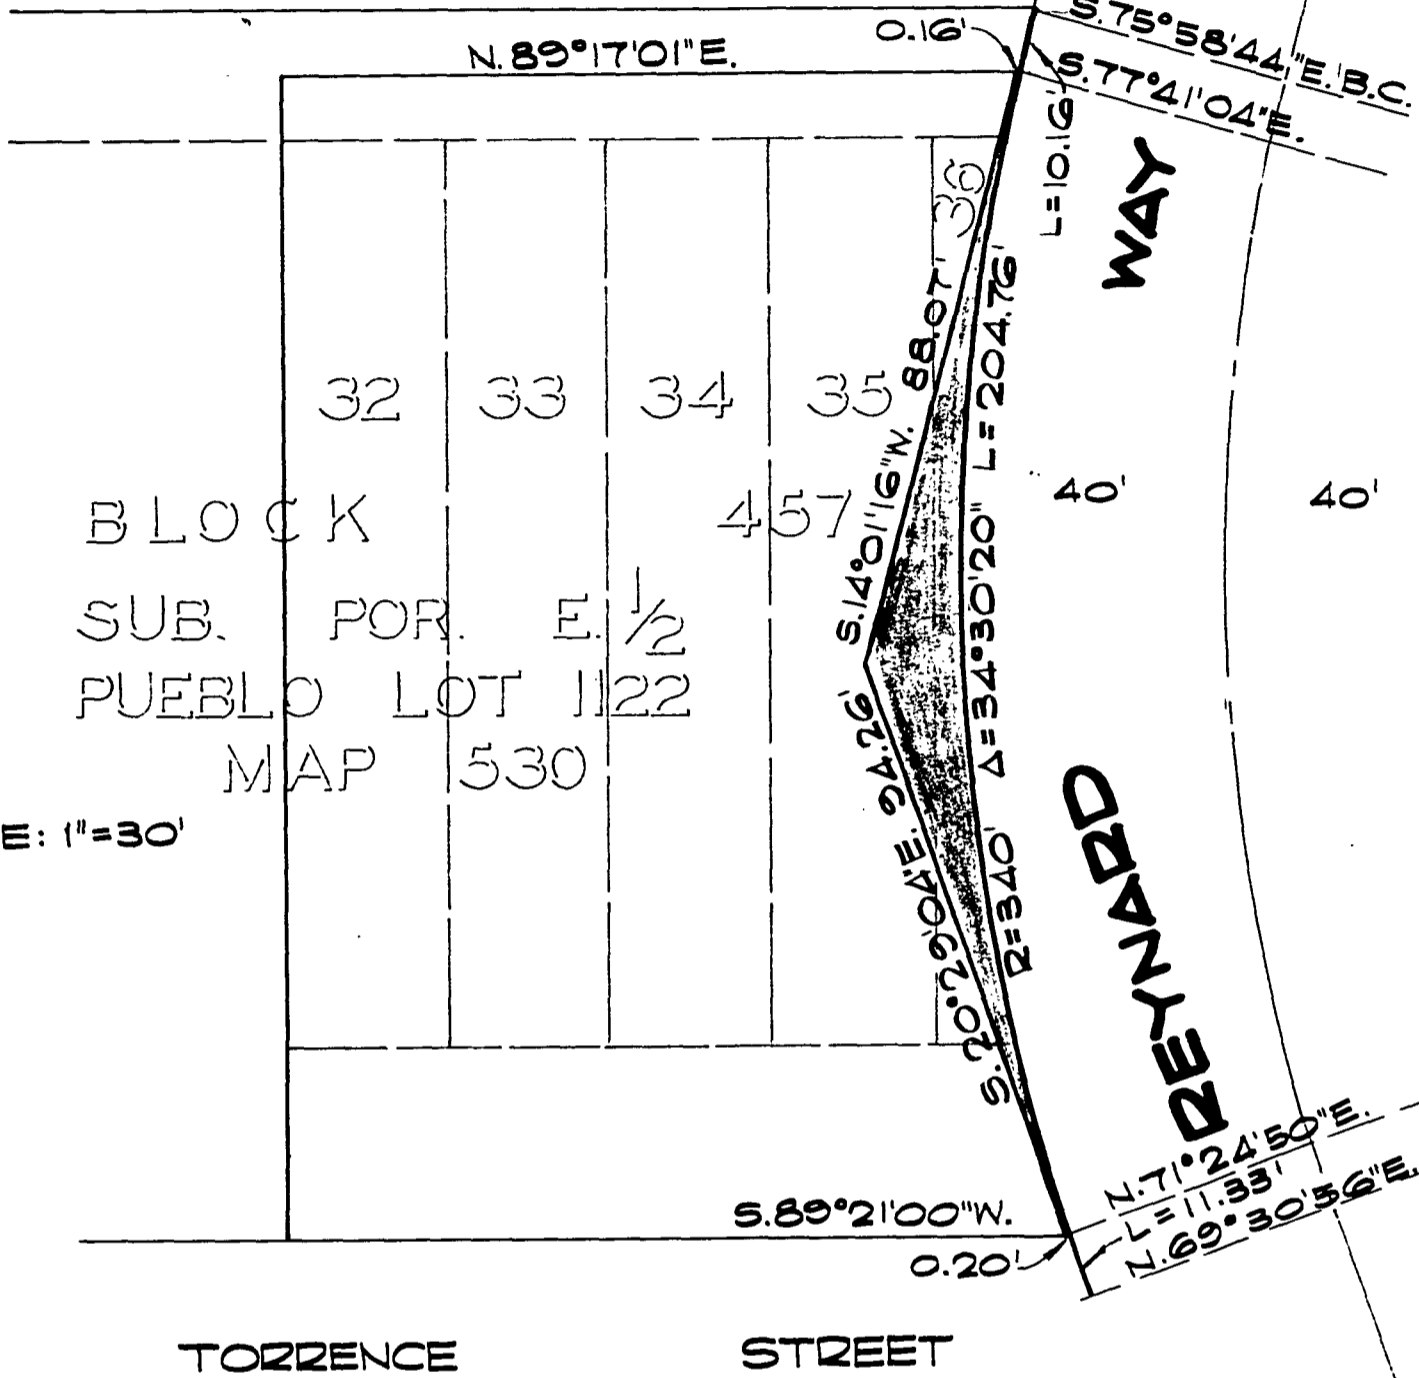 S.75°58'44"E. B.C.
0.16'
N.89°17'01"E.
S.77°41'04"E.
L=10.16'
WAY
36
88.07'
S.14°01'16"W.
L=204.76'
32 33 34 35
40' 40'
BLOCK 457
Δ=34°30'20"
SUB. POR. E. 1/2
PUEBLO LOT 1122
MAP 530
94.26'
E: 1"=30'
S.20°29'04"E.
R=340'
REYNARD
N.71°24'50"E.
L=11.33'
N.69°30'56"E.
S.89°21'00"W.
0.20'
TORRENCE STREET